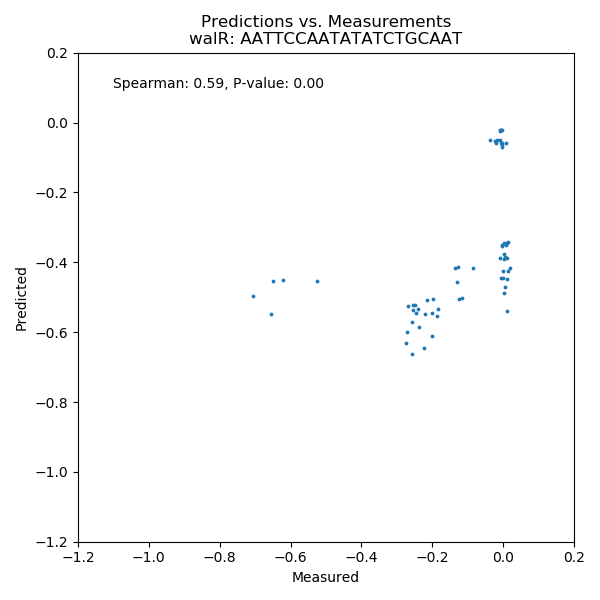 Predictions vs. Measurements
walR: AATTCCAATATATCTGCAAT
Spearman: 0.59, P-value: 0.00
0.2
0.0
−0.2
−0.4
−0.6
−0.8
−1.0
−1.2
Predicted
−1.2 −1.0 −0.8 −0.6 −0.4 −0.2 0.0 0.2
Measured